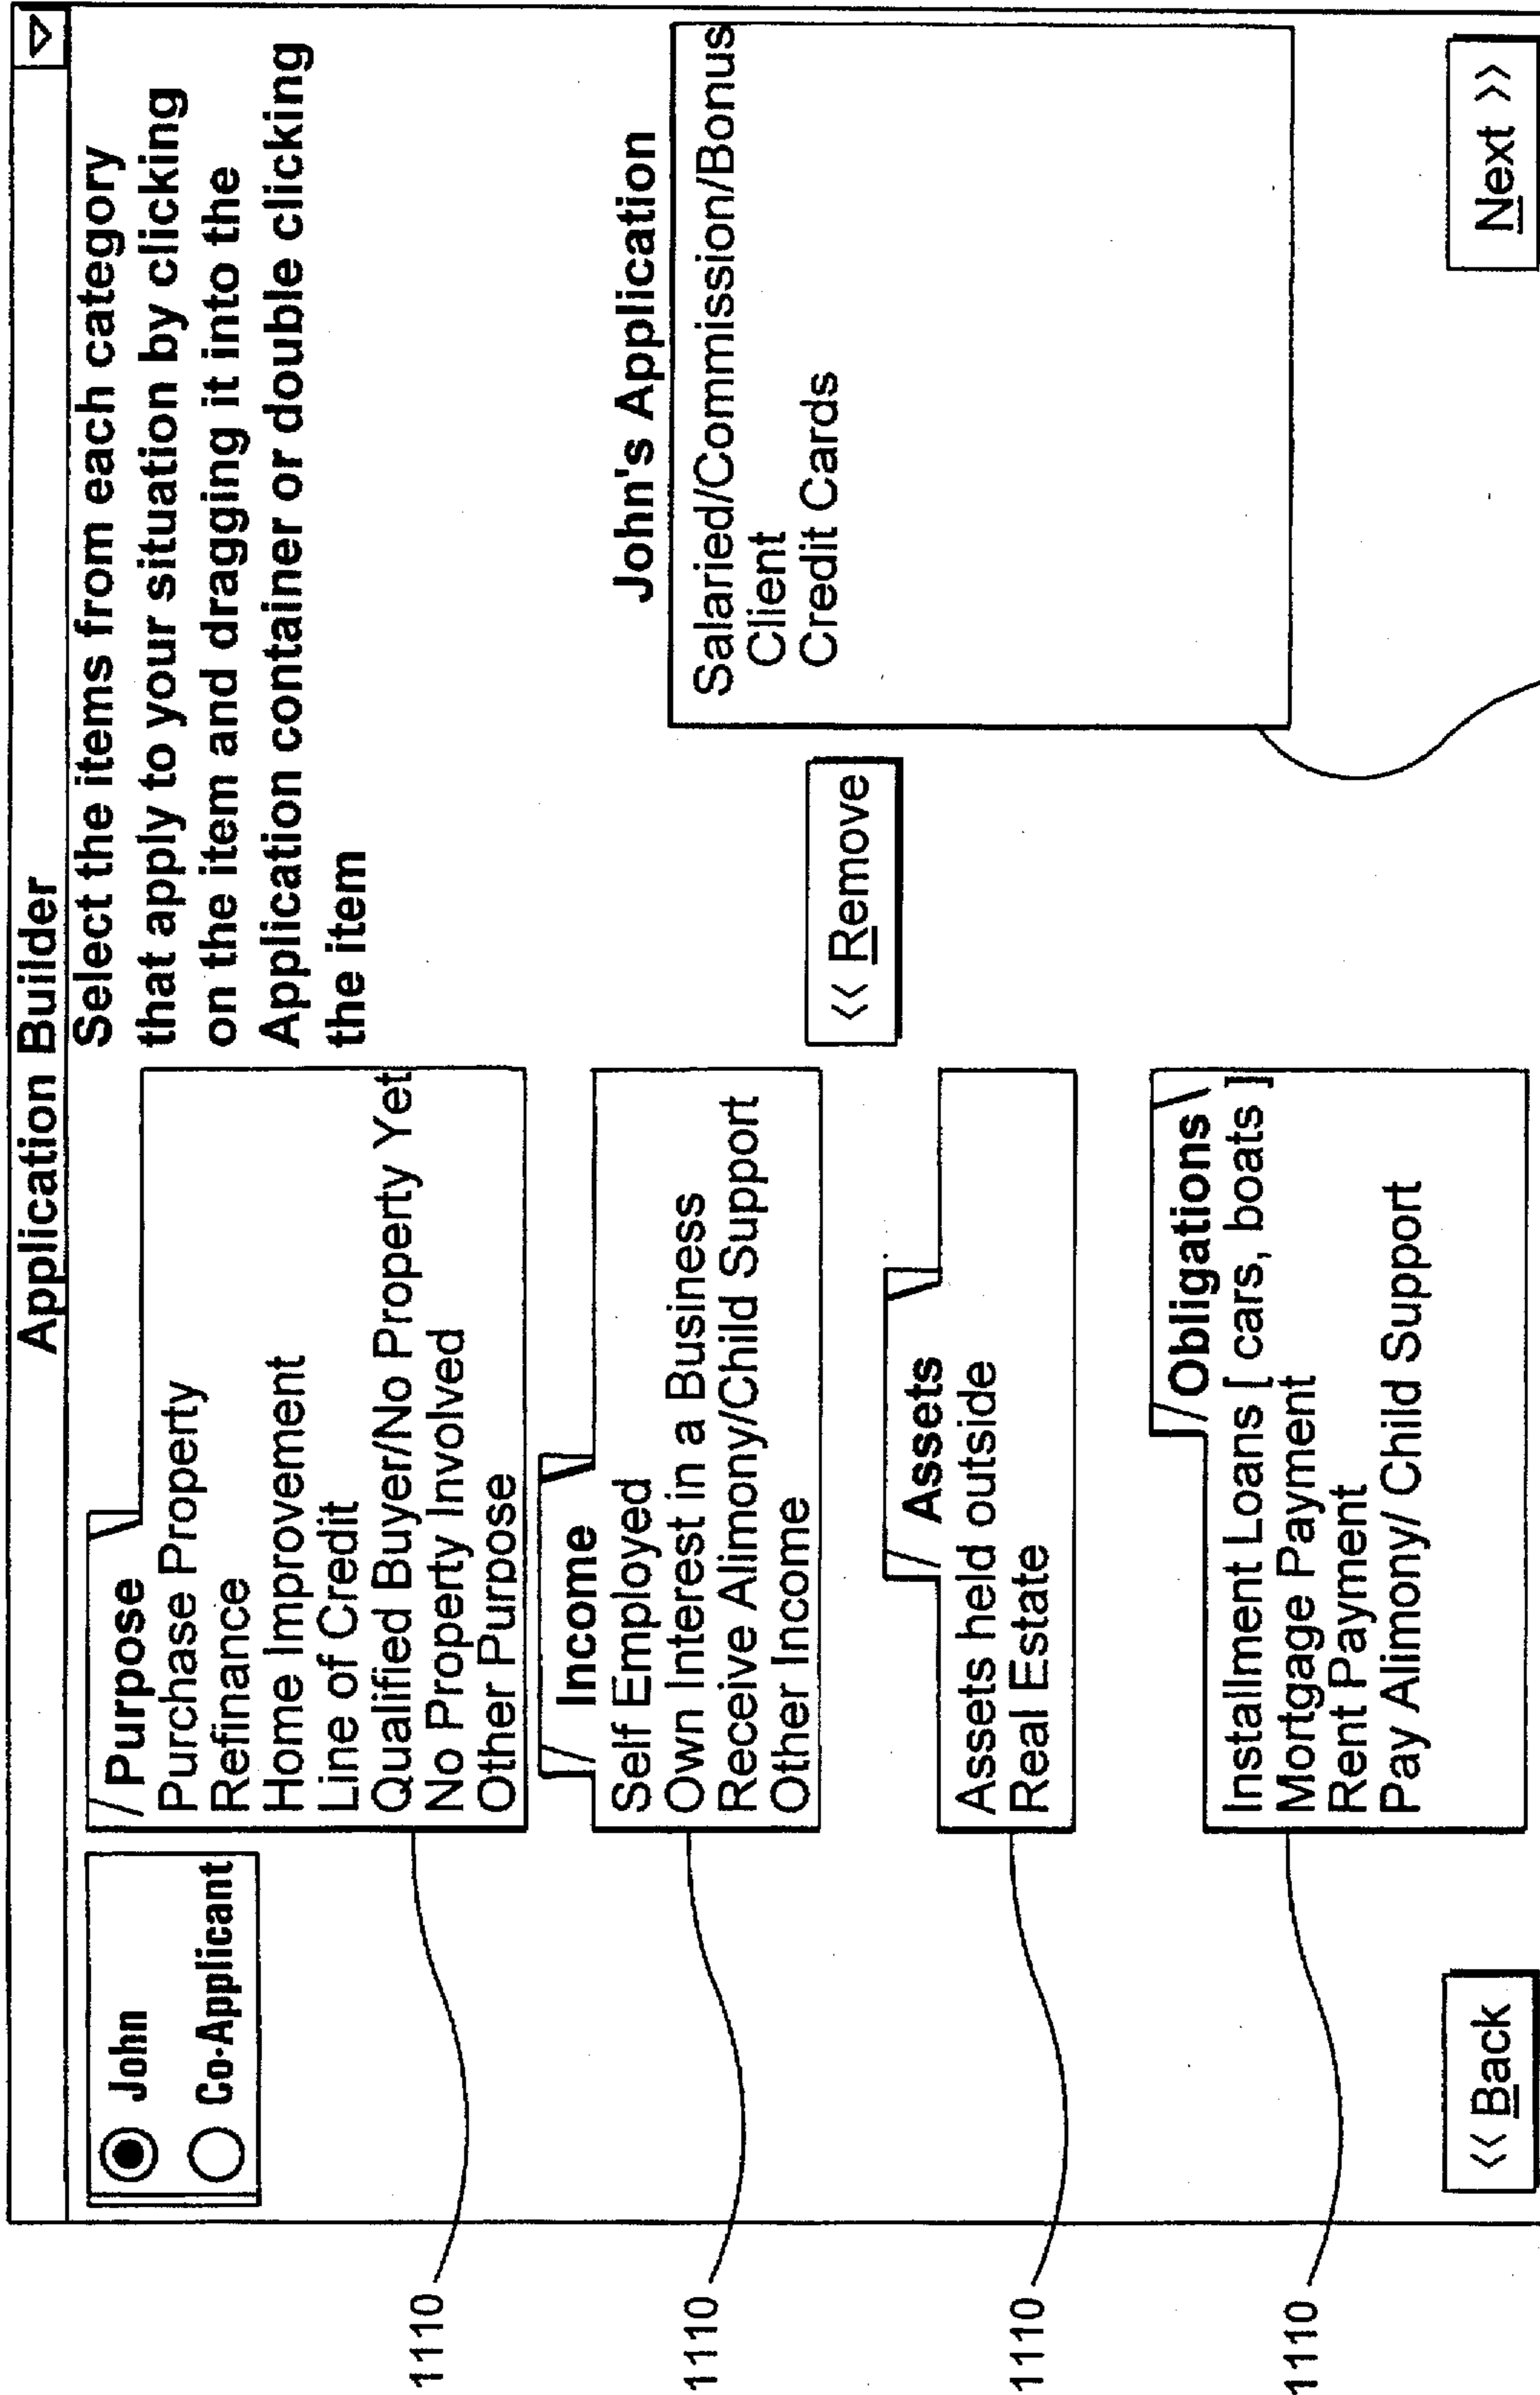 Application Builder
John
Co-Applicant
Purpose
Purchase Property
Refinance
Home Improvement
Line of Credit
Qualified Buyer/No Property Yet
No Property Involved
Other Purpose
Income
Self Employed
Own Interest in a Business
Receive Alimony/Child Support
Other Income
Assets
Assets held outside
Real Estate
Obligations
Installment Loans [ cars, boats ]
Mortgage Payment
Rent Payment
Pay Alimony/ Child Support
Select the items from each category
that apply to your situation by clicking
on the item and dragging it into the
Application container or double clicking
the item
<< Remove
John's Application
Salaried/Commission/Bonus
Client
Credit Cards
<< Back
Next >>
1110
1110
1110
1110